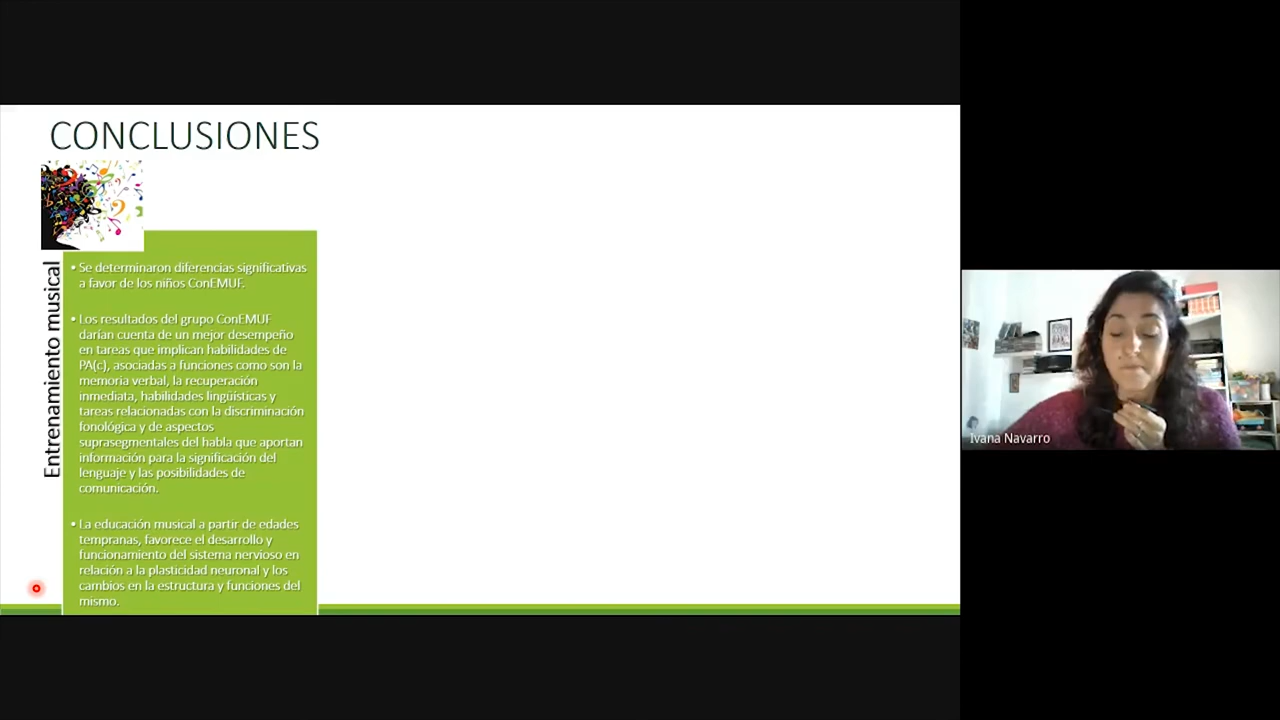 CONCLUSIONES
Entrenamiento musical
• Se determinaron diferencias significativas
a favor de los niños ConEMUF.
• Los resultados del grupo ConEMUF
darían cuenta de un mejor desempeño
en tareas que implican habilidades de
PA(c), asociadas a funciones como son la
memoria verbal, la recuperación
inmediata, habilidades lingüísticas y
tareas relacionadas con la discriminación
fonológica y de aspectos
suprasegmentales del habla que aportan
información para la significación del
lenguaje y las posibilidades de
comunicación.
• La educación musical a partir de edades
tempranas, favorece el desarrollo y
funcionamiento del sistema nervioso en
relación a la plasticidad neuronal y los
cambios en la estructura y funciones del
mismo.
Ivana Navarro